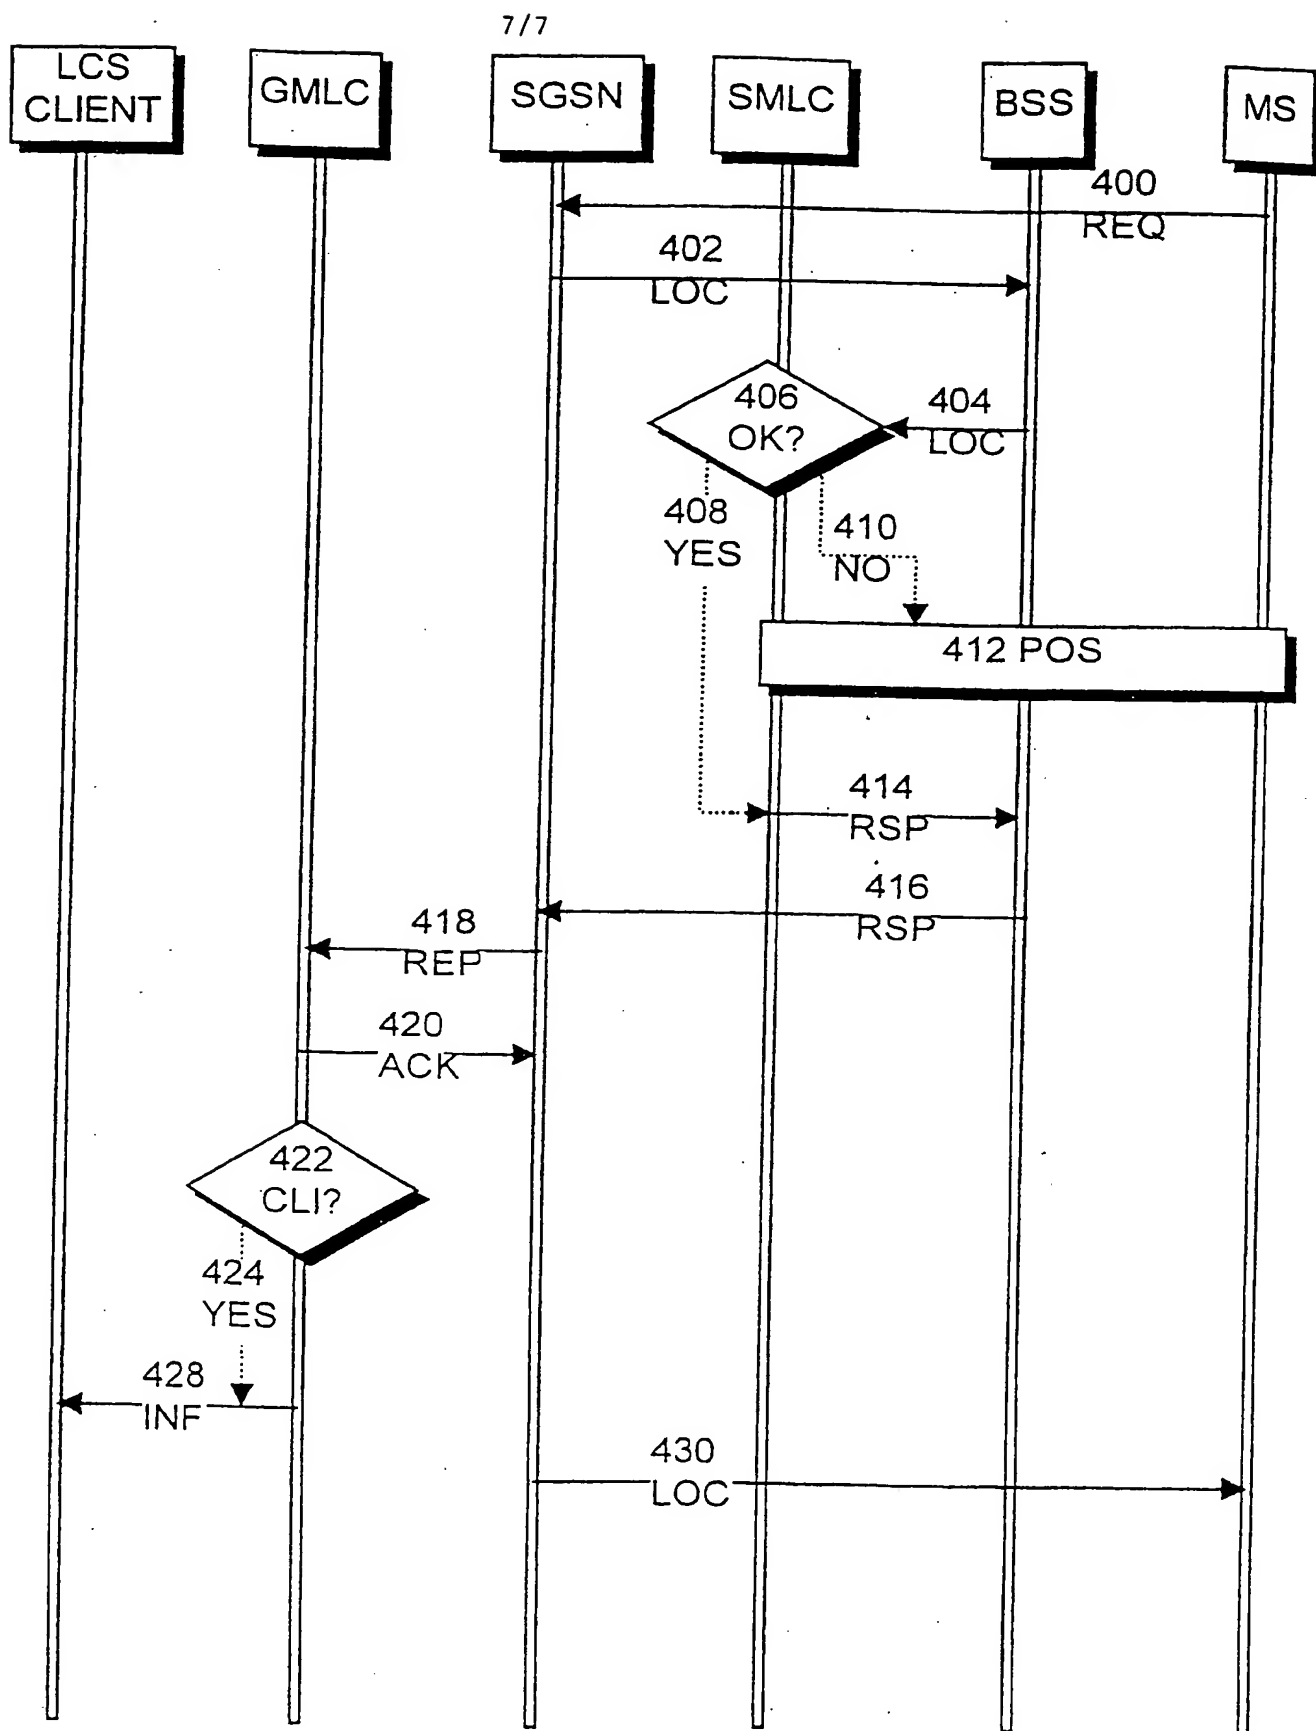 7/7
LCS
CLIENT
GMLC
SGSN
SMLC
BSS
MS
400
REQ
402
LOC
406
OK?
404
LOC
408
YES
410
NO
412 POS
414
RSP
416
RSP
418
REP
420
ACK
422
CLI?
424
YES
428
INF
430
LOC